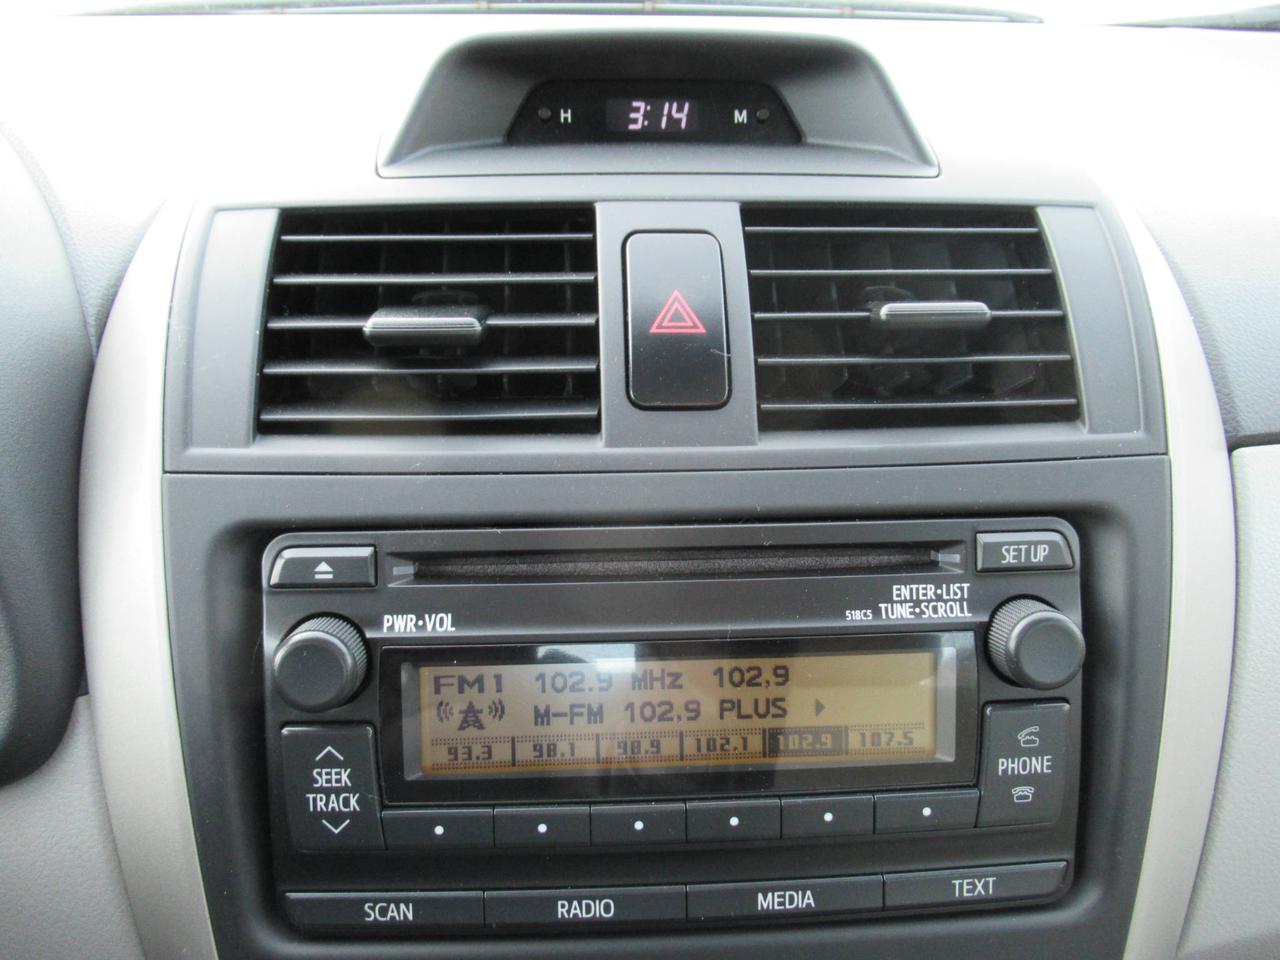 H 3:14 M
SET UP
ENTER•LIST
PWR•VOL 518C5 TUNE•SCROLL
FM1 102.9 MHz 102,9
M-FM 102,9 PLUS
93.3 98.1 98.9 102.1 102.9 107.5
SEEK
TRACK
PHONE
SCAN RADIO MEDIA TEXT